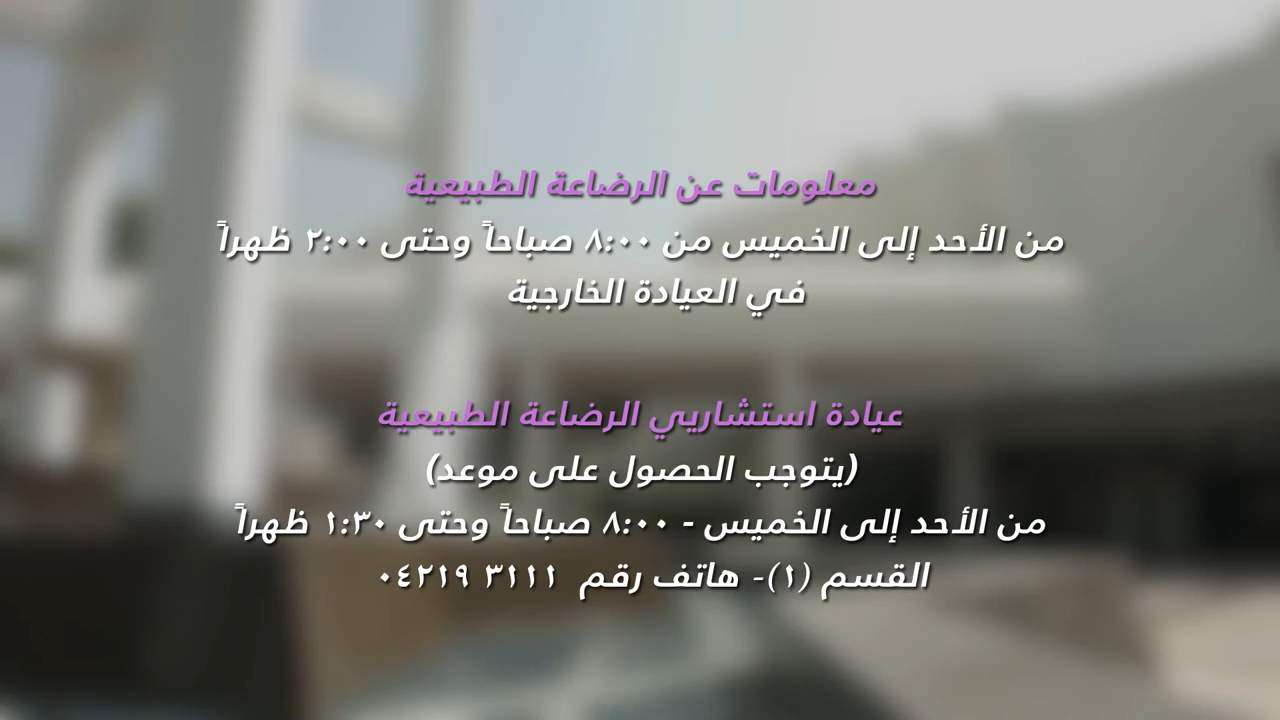 معلومات عن الرضاعة الطبيعية
من الأحد إلى الخميس من ٨:٠٠ صباحاً وحتى ٢:٠٠ ظهراً
في العيادة الخارجية
عيادة استشاريي الرضاعة الطبيعية
(يتوجب الحصول على موعد)
من الأحد إلى الخميس - ٨:٠٠ صباحاً وحتى ١:٣٠ ظهراً
القسم (١)- هاتف رقم ٠٤٢١٩ ٣١١١